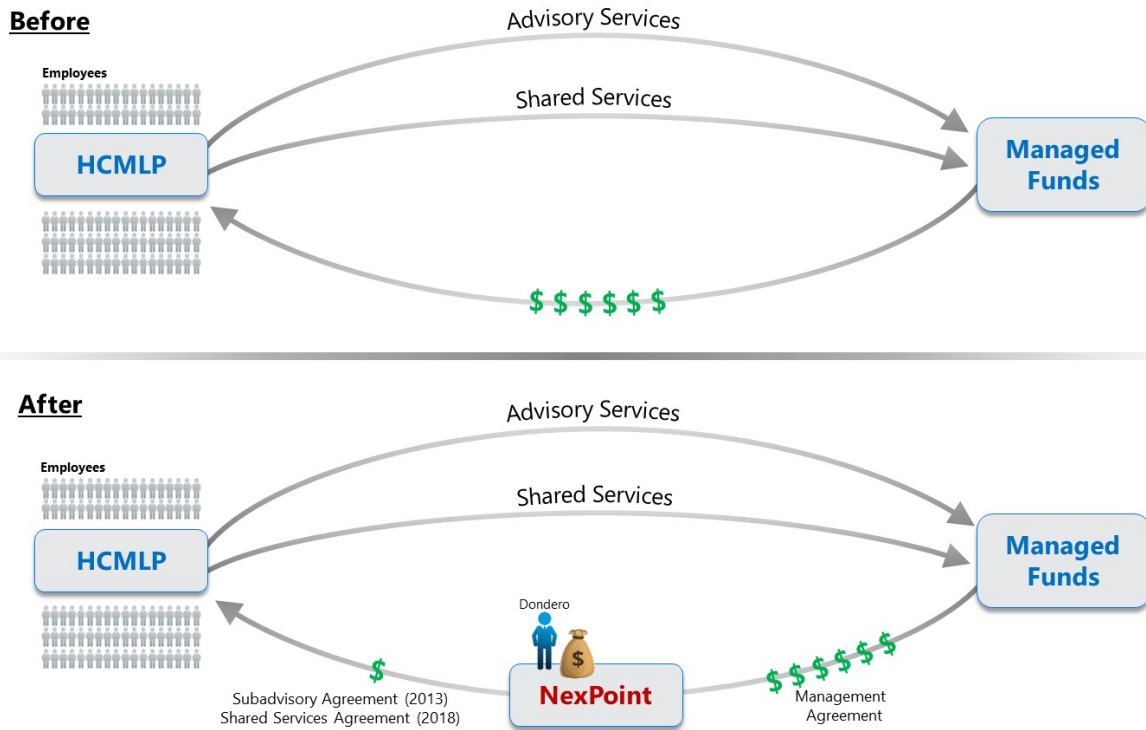 Before
Advisory Services
Employees
Shared Services
HCMLP
Managed
Funds
$ $ $ $ $ $
After
Advisory Services
Employees
Shared Services
HCMLP
Managed
Funds
Dondero
$
$
$ $ $ $ $ $
NexPoint
Subadvisory Agreement (2013)
Shared Services Agreement (2018)
Management
Agreement